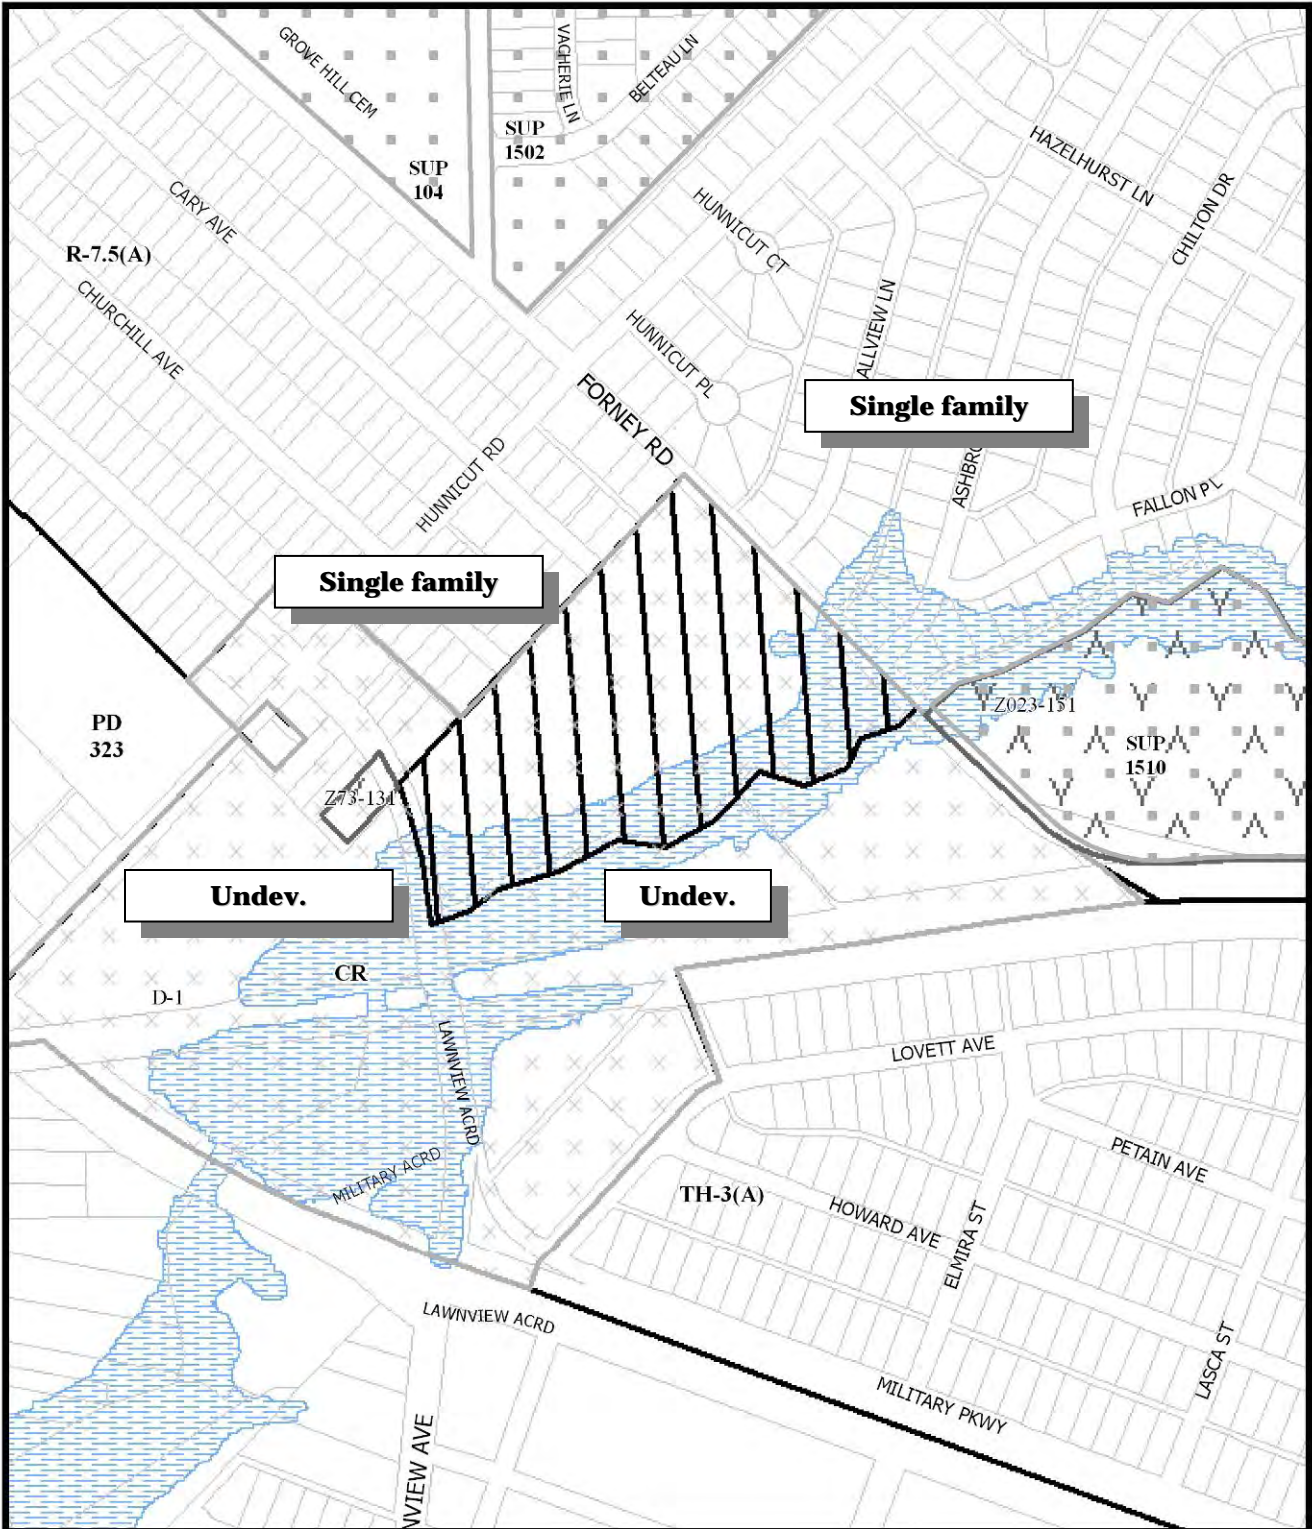 GROVE HILL CEM
VACHERIE LN
BELTEAU LN
SUP
1502
SUP
104
HAZELHURST LN
CHILTON DR
CARY AVE
R-7.5(A)
HUNNICUT CT
CHURCHILL AVE
ALLVIEW LN
HUNNICUT PL
FORNEY RD
Single family
HUNNICUT RD
ASHBRO
FALLON PL
Single family
PD
323
Z023-151
SUP
1510
Z73-131
Undev.
Undev.
CR
D-1
LAWNVIEW ACRD
LOVETT AVE
MILITARY ACRD
PETAIN AVE
TH-3(A)
HOWARD AVE
ELMIRA ST
LAWNVIEW ACRD
LASCA ST
MILITARY PKWY
NVIEW AVE